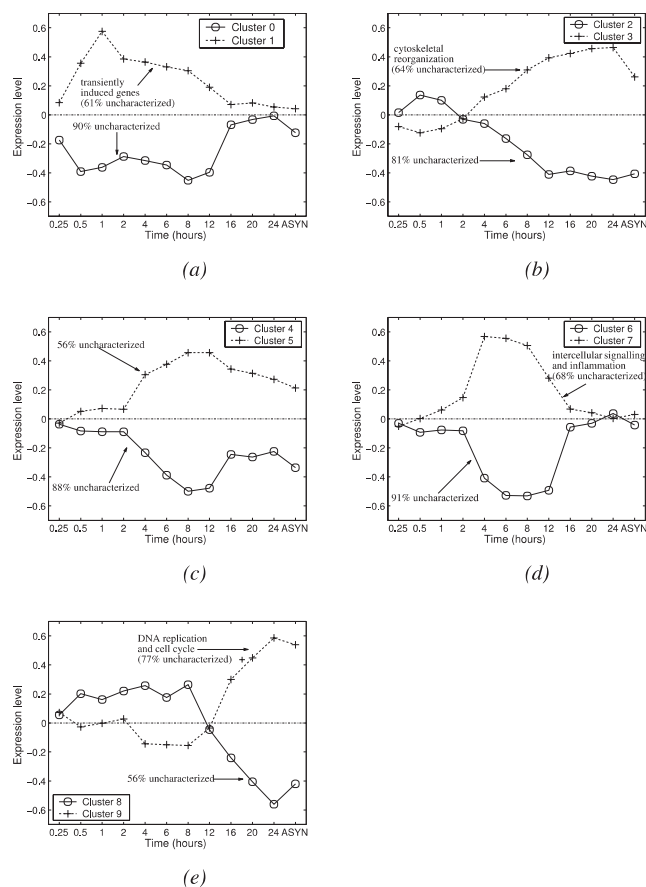 Cluster 0
Cluster 1
0.6
0.4
0.2
0
−0.2
−0.4
−0.6
Expression level
transiently
induced genes
(61% uncharacterized)
90% uncharacterized
0.25 0.5 1 2 4 6 8 12 16 20 24 ASYN
Time (hours)
(a)
Cluster 2
Cluster 3
0.6
0.4
0.2
0
−0.2
−0.4
−0.6
Expression level
cytoskeletal
reorganization
(64% uncharacterized)
81% uncharacterized
0.25 0.5 1 2 4 6 8 12 16 20 24 ASYN
Time (hours)
(b)
Cluster 4
Cluster 5
0.6
0.4
0.2
0
−0.2
−0.4
−0.6
Expression level
56% uncharacterized
88% uncharacterized
0.25 0.5 1 2 4 6 8 12 16 20 24 ASYN
Time (hours)
(c)
Cluster 6
Cluster 7
0.6
0.4
0.2
0
−0.2
−0.4
−0.6
Expression level
intercellular signalling
and inflammation
(68% uncharacterized)
91% uncharacterized
0.25 0.5 1 2 4 6 8 12 16 20 24 ASYN
Time (hours)
(d)
0.6
0.4
0.2
0
−0.2
−0.4
−0.6
Expression level
DNA replication
and cell cycle
(77% uncharacterized)
56% uncharacterized
Cluster 8
Cluster 9
0.25 0.5 1 2 4 6 8 12 16 20 24 ASYN
Time (hours)
(e)